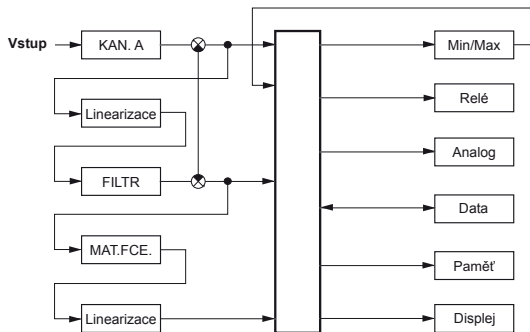 Vstup
KAN. A
Min/Max
Linearizace
Relé
FILTR
Analog
Data
MAT.FCE.
Paměť
Linearizace
Displej